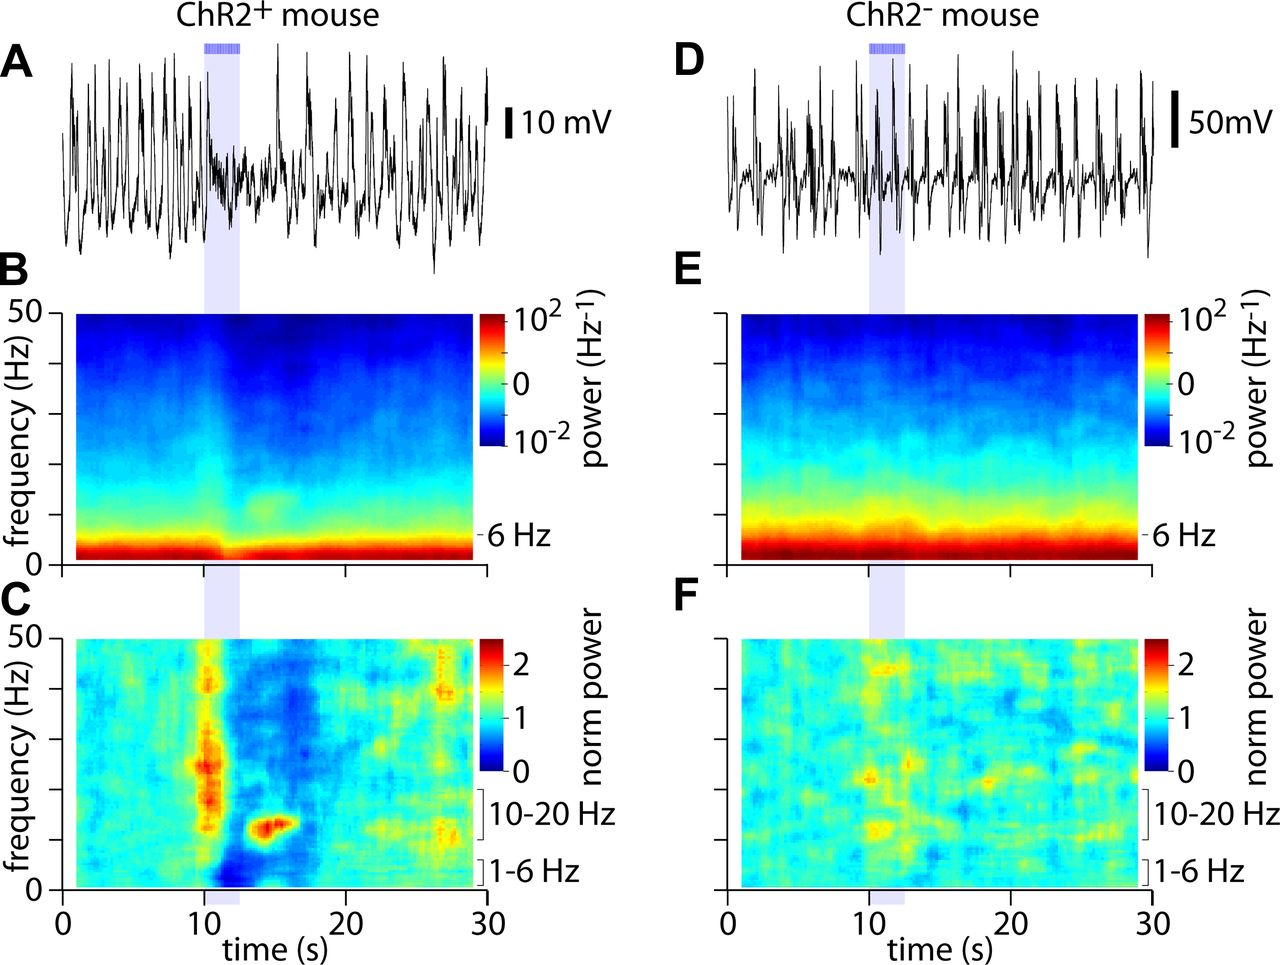 ChR2+ mouse
ChR2- mouse
A
10 mV
D
50mV
B
50
frequency (Hz)
0
10²
0
10-²
power (Hz-¹)
6 Hz
E
10²
0
10-²
power (Hz-¹)
6 Hz
C
50
frequency (Hz)
0
2
1
0
norm power
10-20 Hz
1-6 Hz
0
10
20
30
time (s)
F
2
1
0
norm power
10-20 Hz
1-6 Hz
0
10
20
30
time (s)